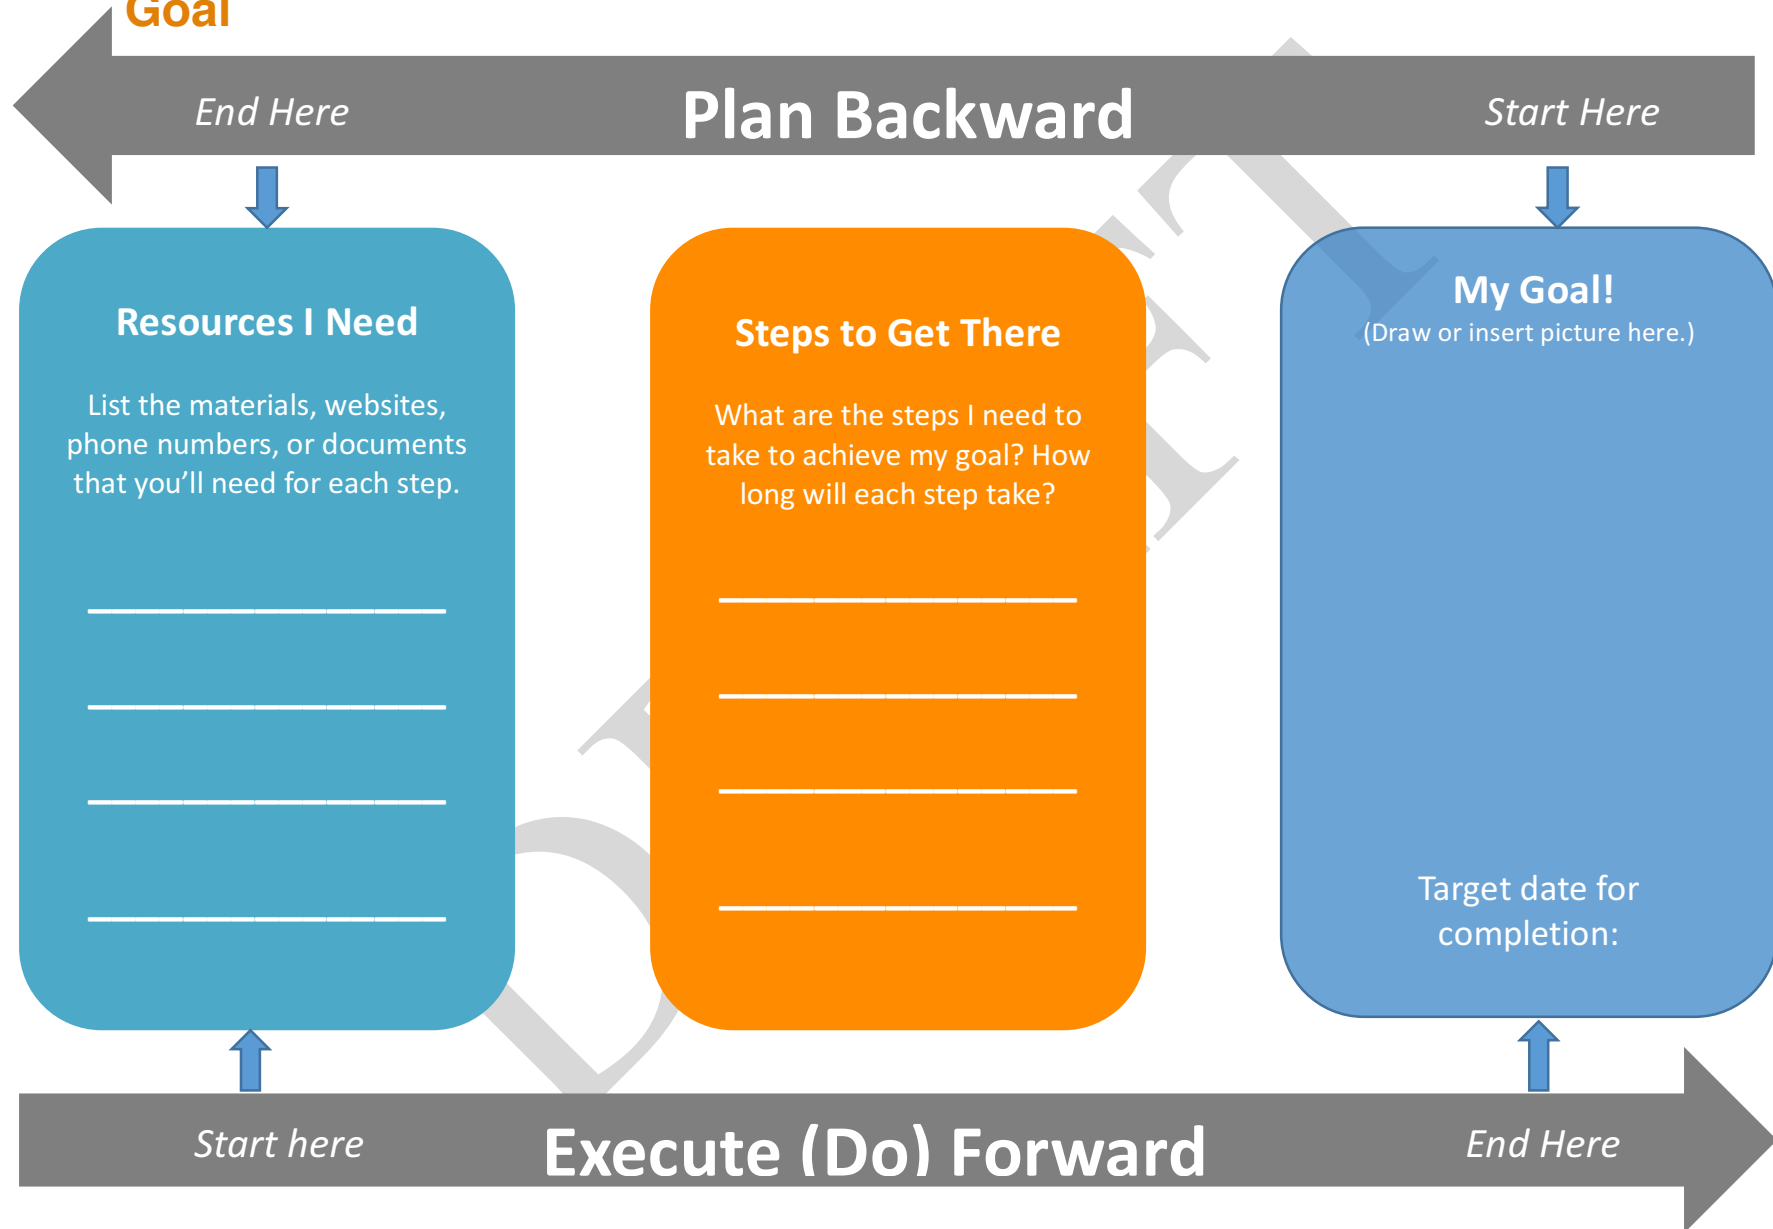 Goal
End Here Plan Backward Start Here
Resources I Need
List the materials, websites,
phone numbers, or documents
that you'll need for each step.
Steps to Get There
What are the steps I need to
take to achieve my goal? How
long will each step take?
My Goal!
(Draw or insert picture here.)
Target date for
completion:
Start here Execute (Do) Forward End Here